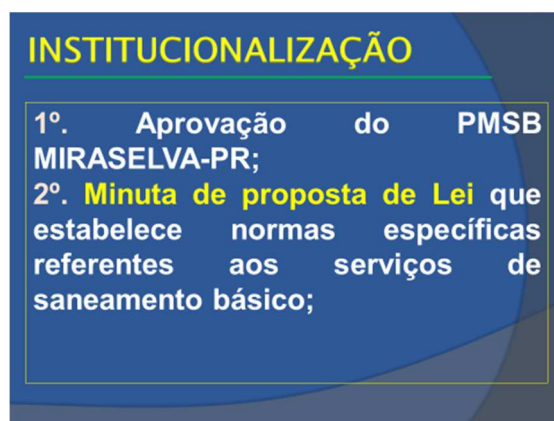 INSTITUCIONALIZAÇÃO
1º. Aprovação do PMSB
MIRASELVA-PR;
2º. Minuta de proposta de Lei que
estabelece normas específicas
referentes aos serviços de
saneamento básico;